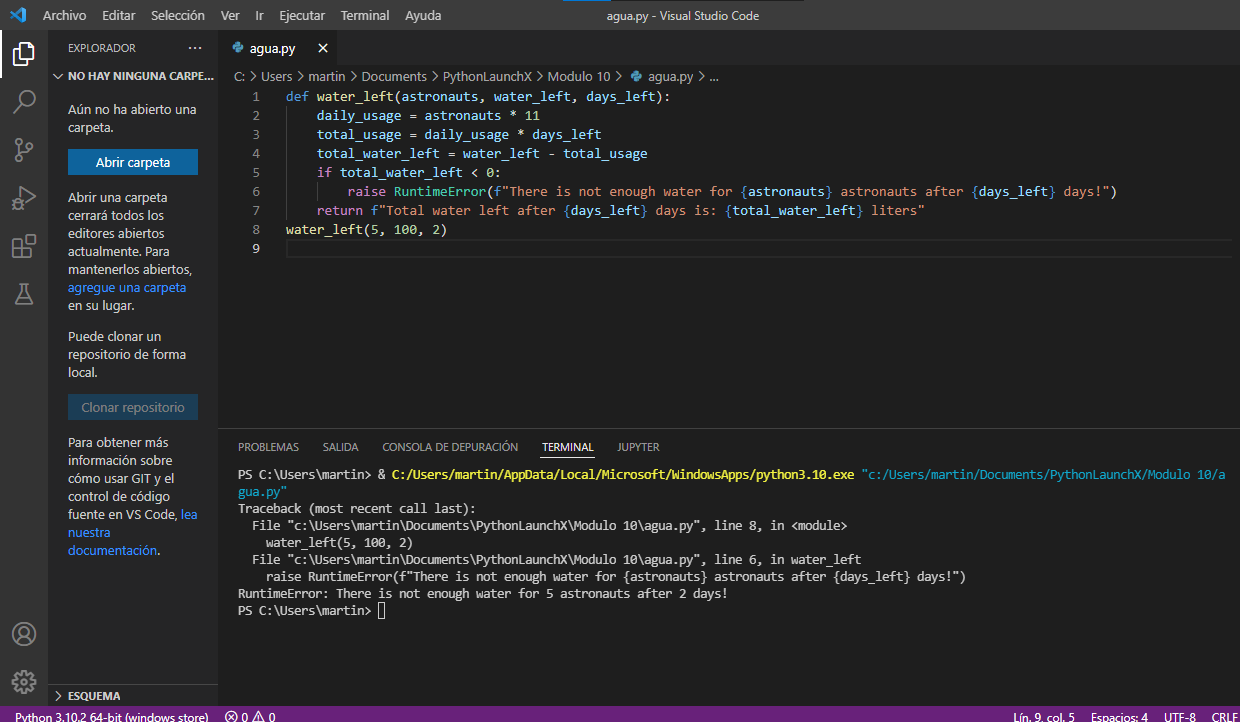 Archivo Editar Selección Ver Ir Ejecutar Terminal Ayuda agua.py - Visual Studio Code
EXPLORADOR ···
NO HAY NINGUNA CARPE...
Aún no ha abierto una
carpeta.
Abrir carpeta
Abrir una carpeta
cerrará todos los
editores abiertos
actualmente. Para
mantenerlos abiertos,
agregue una carpeta
en su lugar.
Puede clonar un
repositorio de forma
local.
Clonar repositorio
Para obtener más
información sobre
cómo usar GIT y el
control de código
fuente en VS Code, lea
nuestra
documentación.
ESQUEMA
agua.py
C: > Users > martin > Documents > PythonLaunchX > Modulo 10 > agua.py > ...
1 def water_left(astronauts, water_left, days_left):
2     daily_usage = astronauts * 11
3     total_usage = daily_usage * days_left
4     total_water_left = water_left - total_usage
5     if total_water_left < 0:
6         raise RuntimeError(f"There is not enough water for {astronauts} astronauts after {days_left} days!")
7     return f"Total water left after {days_left} days is: {total_water_left} liters"
8 water_left(5, 100, 2)
9
PROBLEMAS SALIDA CONSOLA DE DEPURACIÓN TERMINAL JUPYTER
PS C:\Users\martin> & C:/Users/martin/AppData/Local/Microsoft/WindowsApps/python3.10.exe "c:/Users/martin/Documents/PythonLaunchX/Modulo 10/a
gua.py"
Traceback (most recent call last):
  File "c:\Users\martin\Documents\PythonLaunchX\Modulo 10\agua.py", line 8, in <module>
    water_left(5, 100, 2)
  File "c:\Users\martin\Documents\PythonLaunchX\Modulo 10\agua.py", line 6, in water_left
    raise RuntimeError(f"There is not enough water for {astronauts} astronauts after {days_left} days!")
RuntimeError: There is not enough water for 5 astronauts after 2 days!
PS C:\Users\martin>
Python 3.10.2 64-bit (windows store) 0 0 Lín. 9, col. 5 Espacios: 4 UTF-8 CRLF